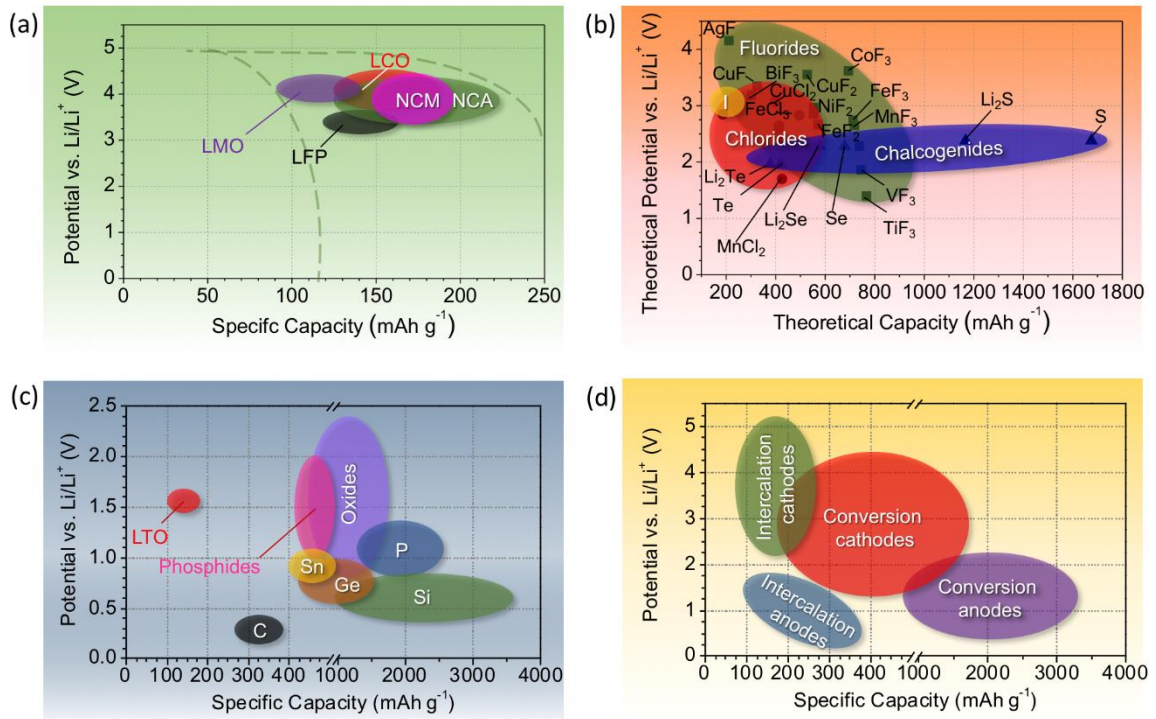 (a)
Potential vs. Li/Li⁺ (V)
5
4
3
2
1
0
LCO
NCM
NCA
LMO
LFP
0
50
100
150
200
250
Specifc Capacity (mAh g⁻¹)
(b)
Theoretical Potential vs. Li/Li⁺ (V)
4
3
2
1
0
AgF
Fluorides
CoF₃
CuF
BiF₃
CuCl₂
CuF₂
FeF₃
I
FeCl₃
NiF₂
MnF₃
Li₂S
S
Chlorides
FeF₂
Chalcogenides
Li₂Te
Te
Li₂Se
Se
VF₃
TiF₃
MnCl₂
200
400
600
800
1000
1200
1400
1600
1800
Theoretical Capacity (mAh g⁻¹)
(c)
Potential vs. Li/Li⁺ (V)
2.5
2.0
1.5
1.0
0.5
0.0
LTO
Phosphides
Oxides
Sn
P
Ge
Si
C
0
100
200
300
400
1000
2000
3000
4000
Specific Capacity (mAh g⁻¹)
(d)
Potential vs. Li/Li⁺ (V)
5
4
3
2
1
0
Intercalation
cathodes
Conversion
cathodes
Intercalation
anodes
Conversion
anodes
0
100
200
300
400
1000
2000
3000
4000
Specific Capacity (mAh g⁻¹)